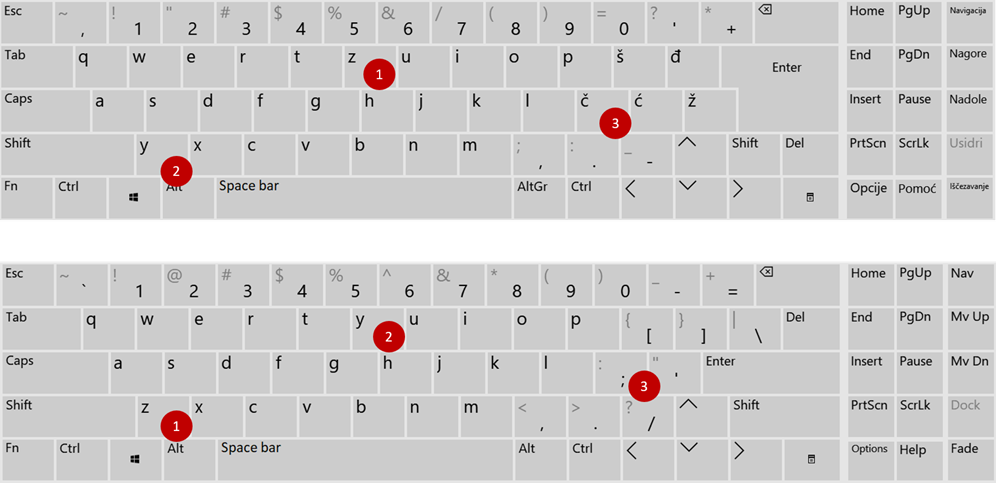 Esc ~ ! " # $ % & / ( ) = ? * Home PgUp Navigacija
, 1 2 3 4 5 6 7 8 9 0 ' +
Tab q w e r t z u i o p š đ Enter End PgDn Nagore
1
Caps a s d f g h j k l č ć ž Insert Pause Nadole
3
Shift y x c v b n m ; : _ Shift Del PrtScn ScrLk Usidri
, . -
2
Fn Ctrl Alt Space bar AltGr Ctrl Opcije Pomoć Iščezavanje
Esc ~ ! @ # $ % ^ & * ( ) _ + Home PgUp Nav
` 1 2 3 4 5 6 7 8 9 0 - =
Tab q w e r t y u i o p { } | Del End PgDn Mv Up
[ ] \
2
Caps a s d f g h j k l : " Enter Insert Pause Mv Dn
; '
3
Shift z x c v b n m < > ? Shift PrtScn ScrLk Dock
, . /
1
Fn Ctrl Alt Space bar Alt Ctrl Options Help Fade